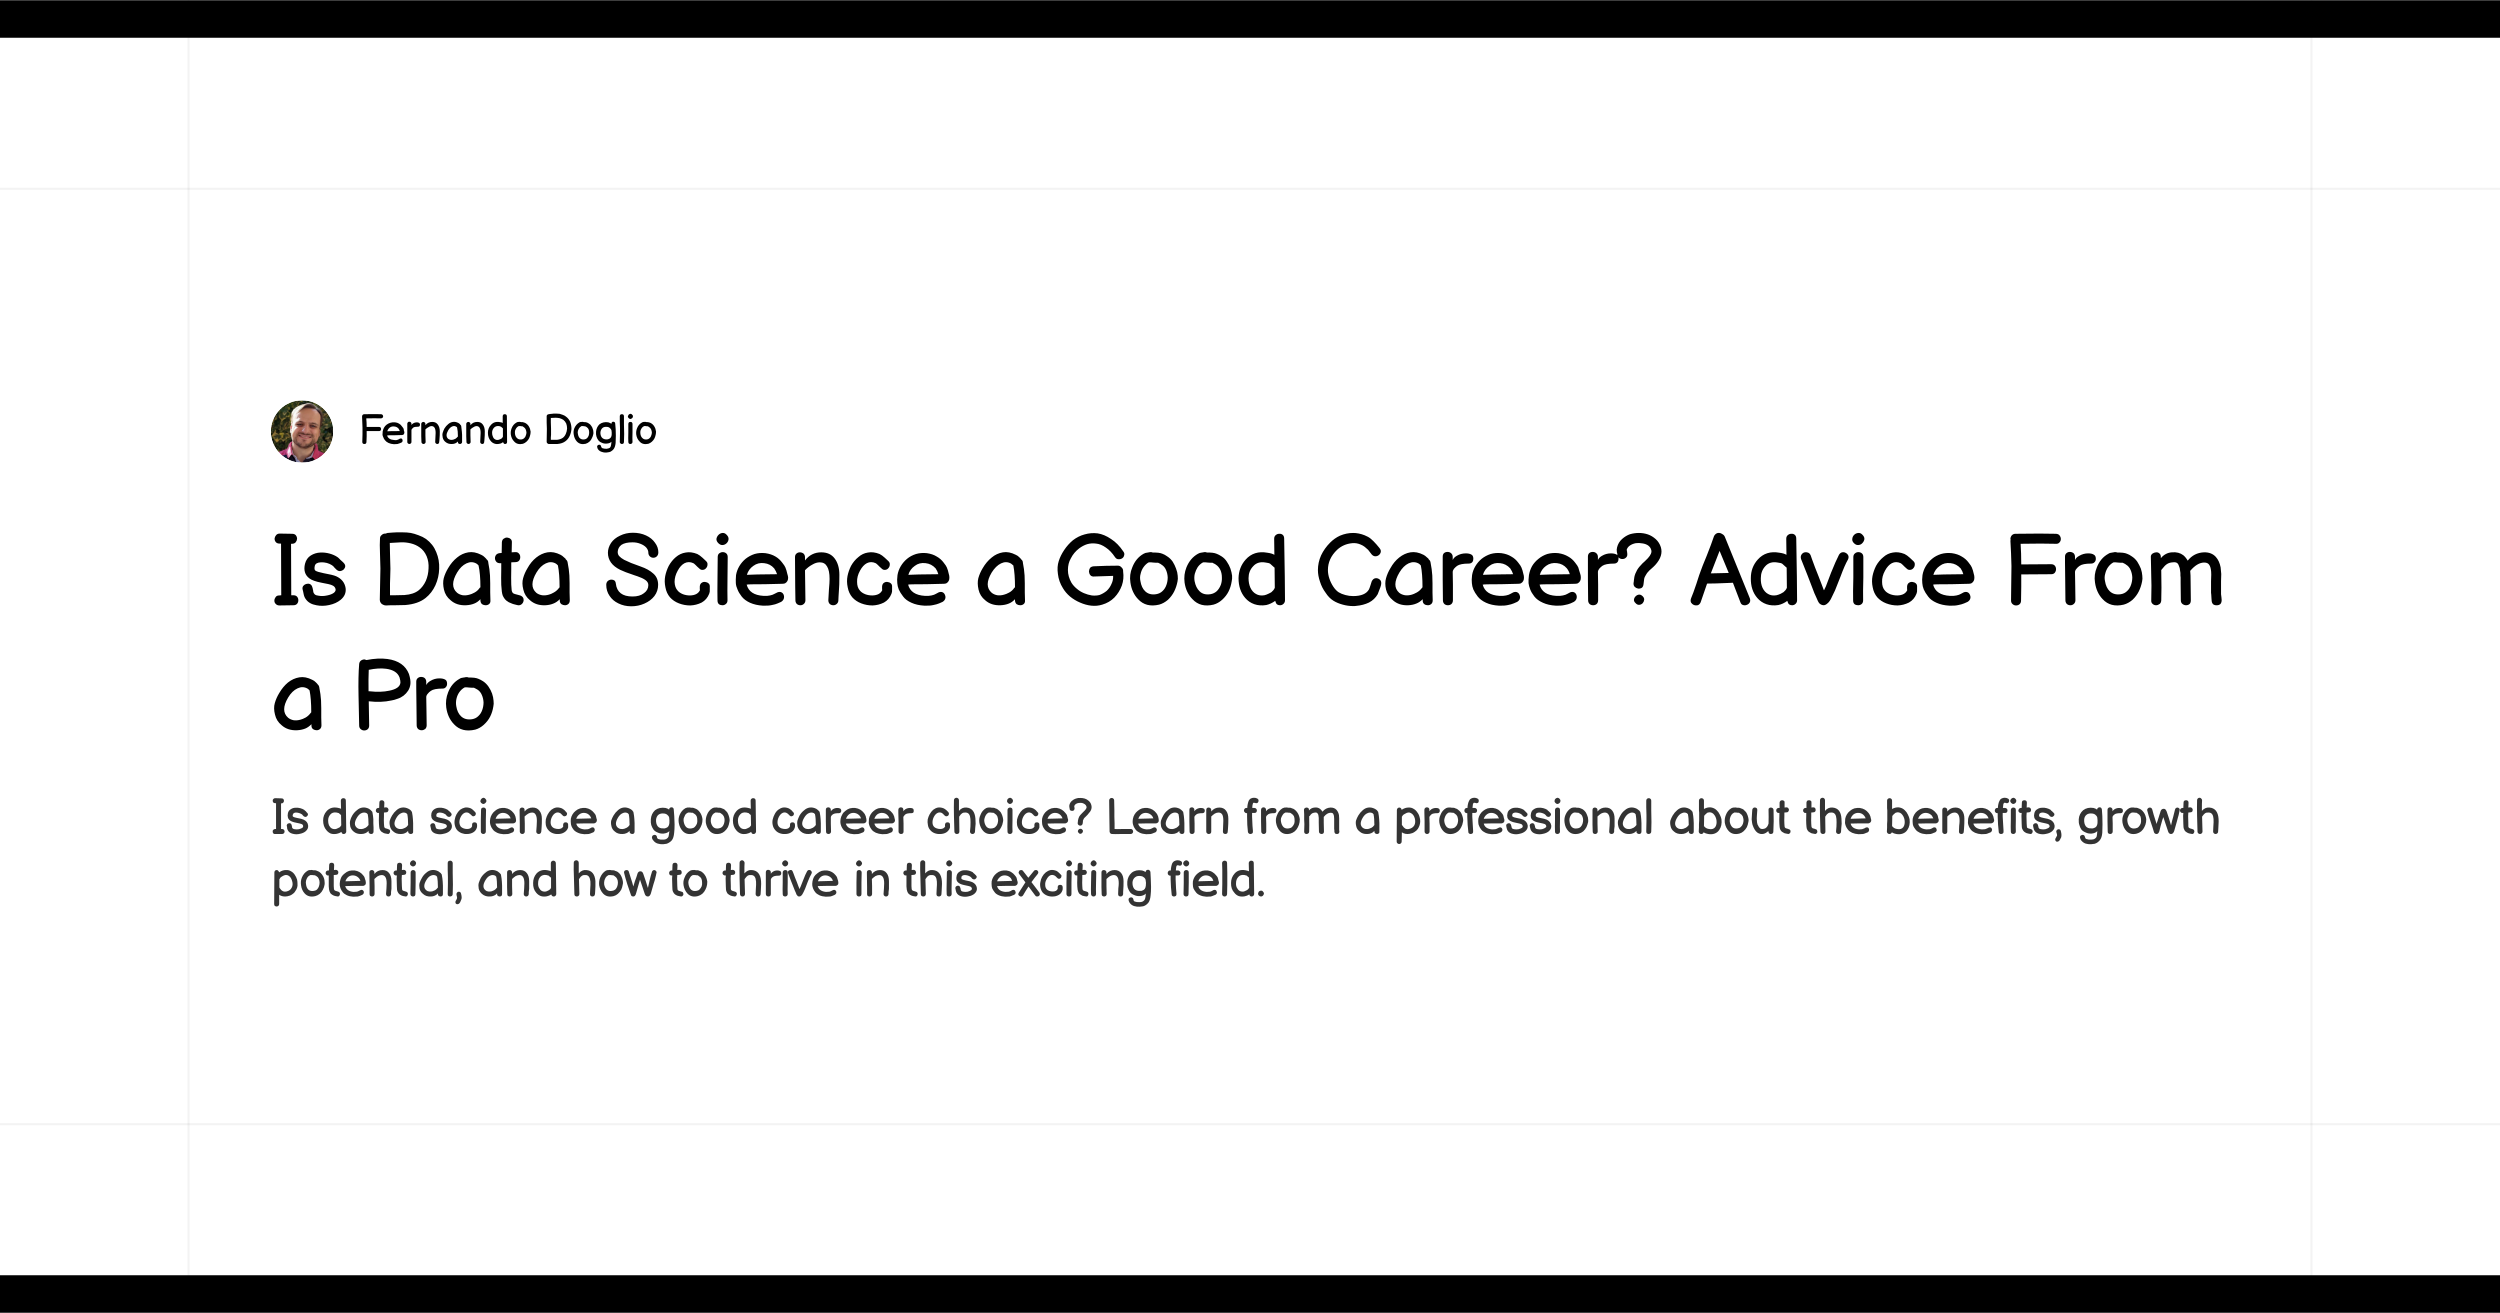 Fernando Doglio
Is Data Science a Good Career? Advice From
a Pro
Is data science a good career choice? Learn from a professional about the benefits, growth
potential, and how to thrive in this exciting field.